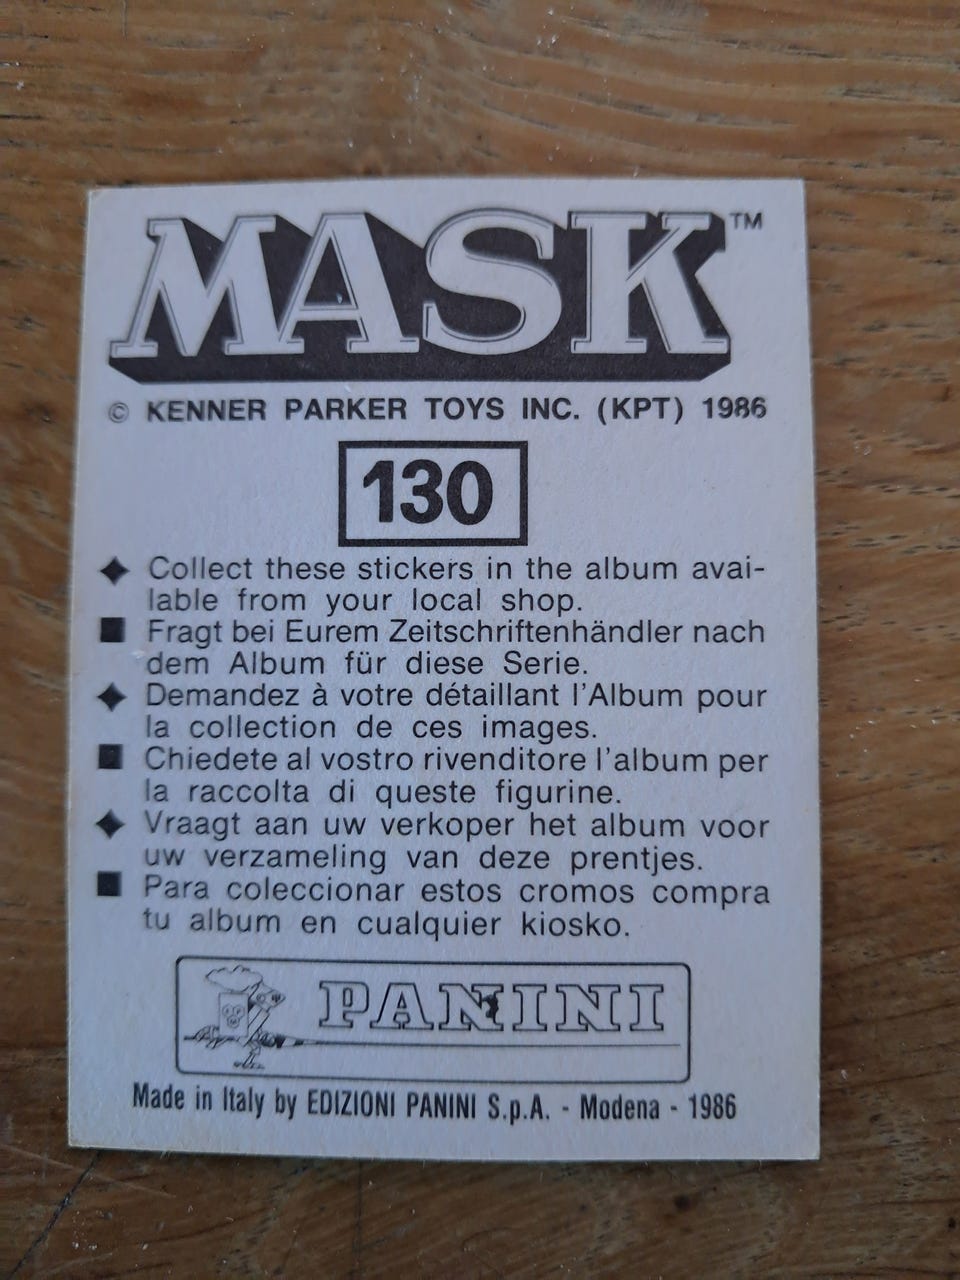 MASK™
© KENNER PARKER TOYS INC. (KPT) 1986
130
◆ Collect these stickers in the album avai-
lable from your local shop.
■ Fragt bei Eurem Zeitschriftenhändler nach
dem Album für diese Serie.
◆ Demandez à votre détaillant l'Album pour
la collection de ces images.
■ Chiedete al vostro rivenditore l'album per
la raccolta di queste figurine.
◆ Vraagt aan uw verkoper het album voor
uw verzameling van deze prentjes.
■ Para coleccionar estos cromos compra
tu album en cualquier kiosko.
PANINI
Made in Italy by EDIZIONI PANINI S.p.A. - Modena - 1986